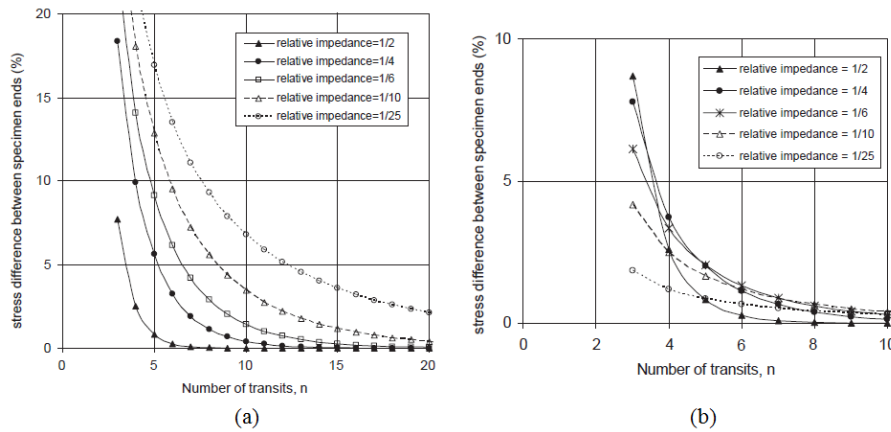 20
15
10
5
0
stress difference between specimen ends (%)
relative impedance=1/2
relative impedance=1/4
relative impedance=1/6
relative impedance=1/10
relative impedance=1/25
0 5 10 15 20
Number of transits, n
(a)
10
5
0
stress difference between specimen ends (%)
relative impedance = 1/2
relative impedance = 1/4
relative impedance = 1/6
relative impedance = 1/10
relative impedance = 1/25
0 2 4 6 8 10
Number of transits, n
(b)